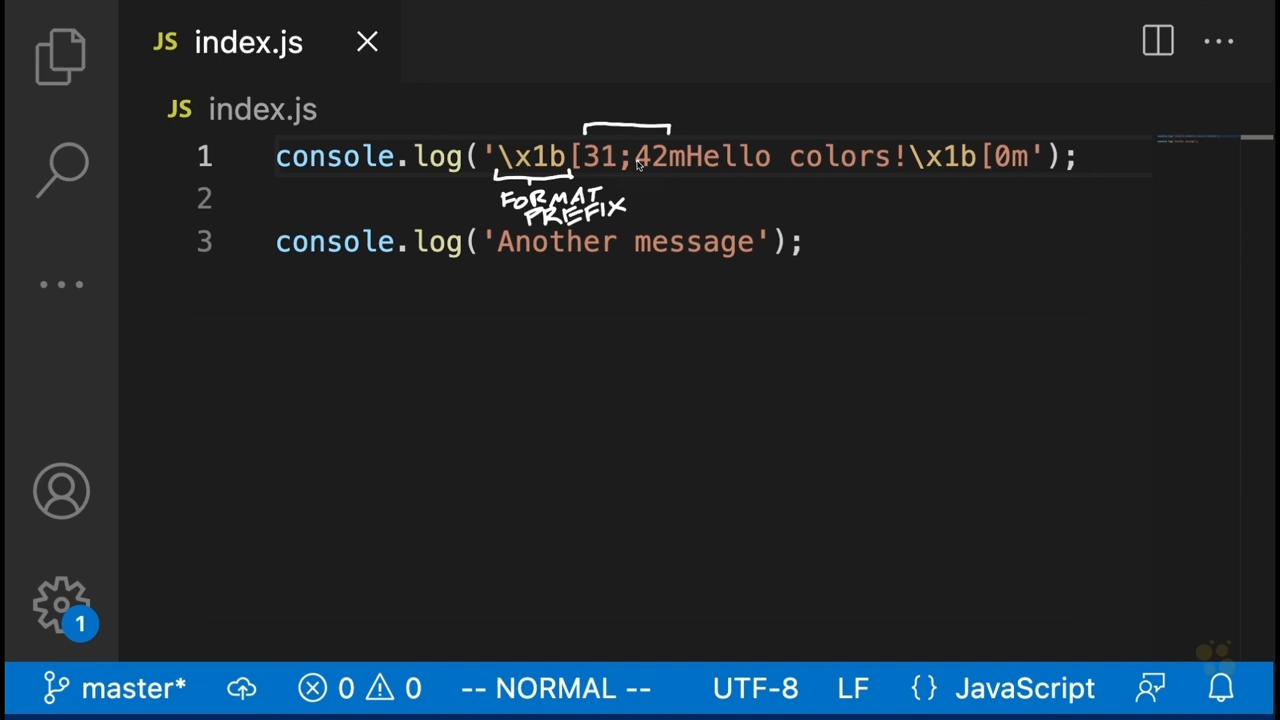 JS index.js
JS index.js
1 console.log('\x1b[31;42mHello colors!\x1b[0m');
FORMAT
PREFIX
2
3 console.log('Another message');
1
master* 0 0 -- NORMAL -- UTF-8 LF {} JavaScript